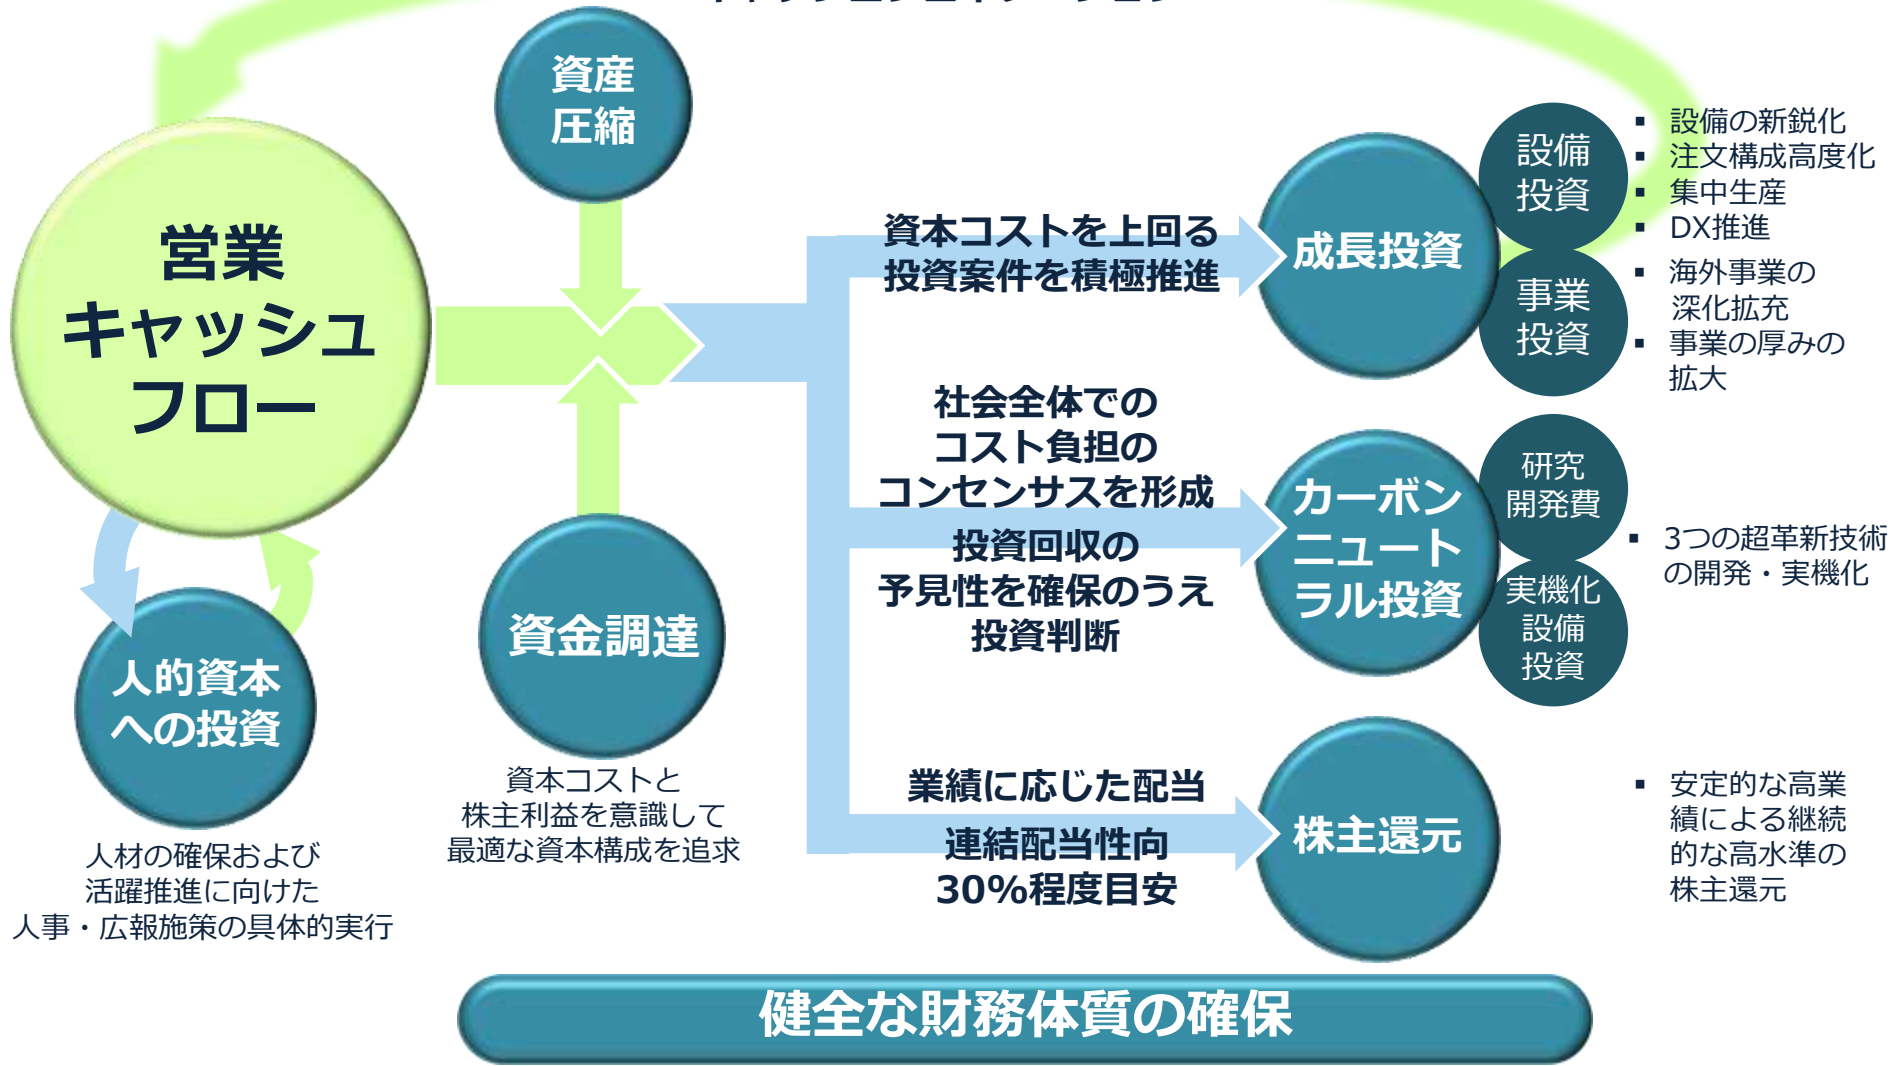 資産
圧縮
営業
キャッシュ
フロー
資本コストを上回る
投資案件を積極推進
成長投資
設備
投資
▪ 設備の新鋭化
▪ 注文構成高度化
▪ 集中生産
▪ DX推進
事業
投資
▪ 海外事業の
深化拡充
▪ 事業の厚みの
拡大
社会全体での
コスト負担の
コンセンサスを形成
投資回収の
予見性を確保のうえ
投資判断
カーボン
ニュート
ラル投資
研究
開発費
実機化
設備
投資
▪ 3つの超革新技術
の開発・実機化
人的資本
への投資
人材の確保および
活躍推進に向けた
人事・広報施策の具体的実行
資金調達
資本コストと
株主利益を意識して
最適な資本構成を追求
業績に応じた配当
連結配当性向
30%程度目安
株主還元
▪ 安定的な高業
績による継続
的な高水準の
株主還元
健全な財務体質の確保